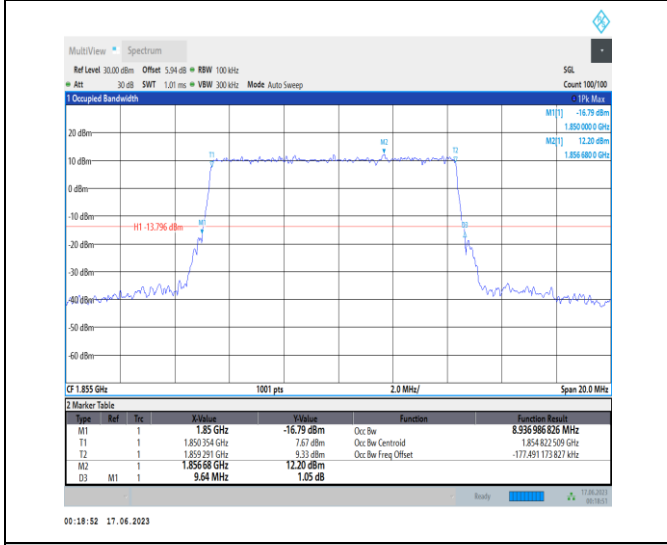 MultiView Spectrum
Ref Level 30.00 dBm Offset 5.94 dB RBW 100 kHz SGL
Att 30 dB SWT 1.01 ms VBW 300 kHz Mode Auto Sweep Count 100/100
1 Occupied Bandwidth 1Pk Max
M1[1] -16.79 dBm
1.850 000 0 GHz
M2[1] 12.20 dBm
1.856 680 0 GHz
20 dBm
M2
T1
T2
10 dBm
0 dBm
-10 dBm
M1
D3
H1 -13.796 dBm
-20 dBm
-30 dBm
-40 dBm
-50 dBm
-60 dBm
CF 1.855 GHz 1001 pts 2.0 MHz/ Span 20.0 MHz
2 Marker Table
Type Ref Trc X-Value Y-Value Function Function Result
M1 1 1.85 GHz -16.79 dBm Occ Bw 8.936 986 826 MHz
T1 1 1.850 354 GHz 7.67 dBm Occ Bw Centroid 1.854 822 509 GHz
T2 1 1.859 291 GHz 9.33 dBm Occ Bw Freq Offset -177.491 173 827 kHz
M2 1 1.856 68 GHz 12.20 dBm
D3 M1 1 9.64 MHz 1.05 dB
Ready 17.06.2023
00:18:51
00:18:52 17.06.2023